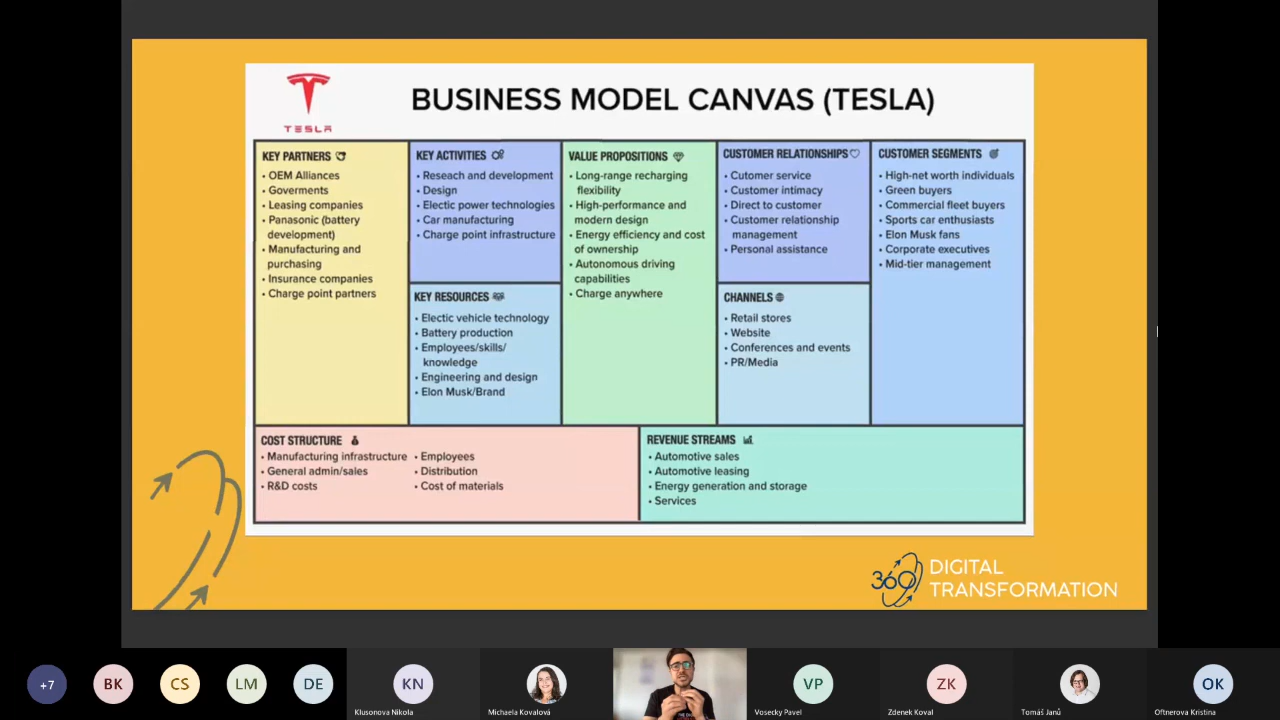 TESLA
BUSINESS MODEL CANVAS (TESLA)
KEY PARTNERS
• OEM Alliances
• Goverments
• Leasing companies
• Panasonic (battery
development)
• Manufacturing and
purchasing
• Insurance companies
• Charge point partners
KEY ACTIVITIES
• Reseach and development
• Design
• Electic power technologies
• Car manufacturing
• Charge point infrastructure
KEY RESOURCES
• Electic vehicle technology
• Battery production
• Employees/skills/
knowledge
• Engineering and design
• Elon Musk/Brand
VALUE PROPOSITIONS
• Long-range recharging
flexibility
• High-performance and
modern design
• Energy efficiency and cost
of ownership
• Autonomous driving
capabilities
• Charge anywhere
CUSTOMER RELATIONSHIPS
• Cutomer service
• Customer intimacy
• Direct to customer
• Customer relationship
management
• Personal assistance
CHANNELS
• Retail stores
• Website
• Conferences and events
• PR/Media
CUSTOMER SEGMENTS
• High-net worth individuals
• Green buyers
• Commercial fleet buyers
• Sports car enthusiasts
• Elon Musk fans
• Corporate executives
• Mid-tier management
COST STRUCTURE
• Manufacturing infrastructure
• General admin/sales
• R&D costs
• Employees
• Distribution
• Cost of materials
REVENUE STREAMS
• Automotive sales
• Automotive leasing
• Energy generation and storage
• Services
360
DIGITAL
TRANSFORMATION
+7
BK
CS
LM
DE
KN
Klusonova Nikola
Michaela Kovalová
VP
Vosecky Pavel
ZK
Zdenek Koval
Tomáš Janů
OK
Oftnerova Kristina